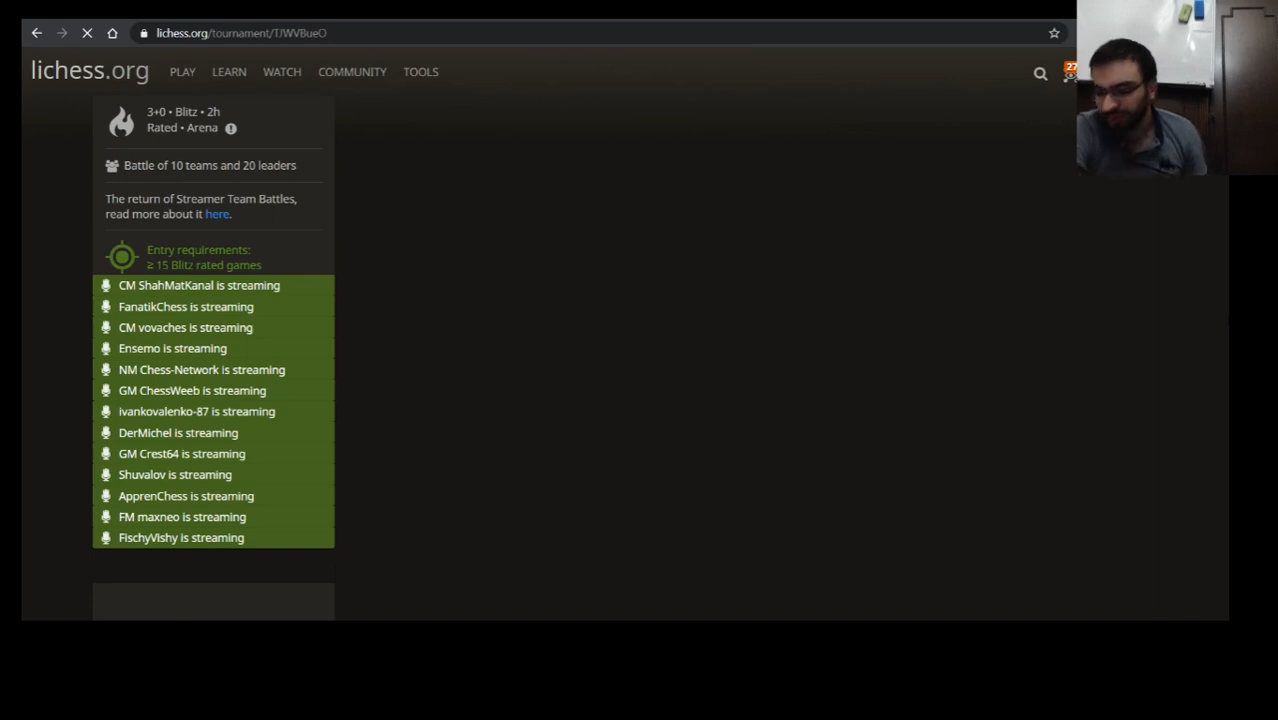 lichess.org/tournament/TJWVBueO
lichess.org
PLAY
LEARN
WATCH
COMMUNITY
TOOLS
27
3+0 • Blitz • 2h
Rated • Arena
Battle of 10 teams and 20 leaders
The return of Streamer Team Battles,
read more about it here.
Entry requirements:
≥ 15 Blitz rated games
CM ShahMatKanal is streaming
FanatikChess is streaming
CM vovaches is streaming
Ensemo is streaming
NM Chess-Network is streaming
GM ChessWeeb is streaming
ivankovalenko-87 is streaming
DerMichel is streaming
GM Crest64 is streaming
Shuvalov is streaming
ApprenChess is streaming
FM maxneo is streaming
FischyVishy is streaming